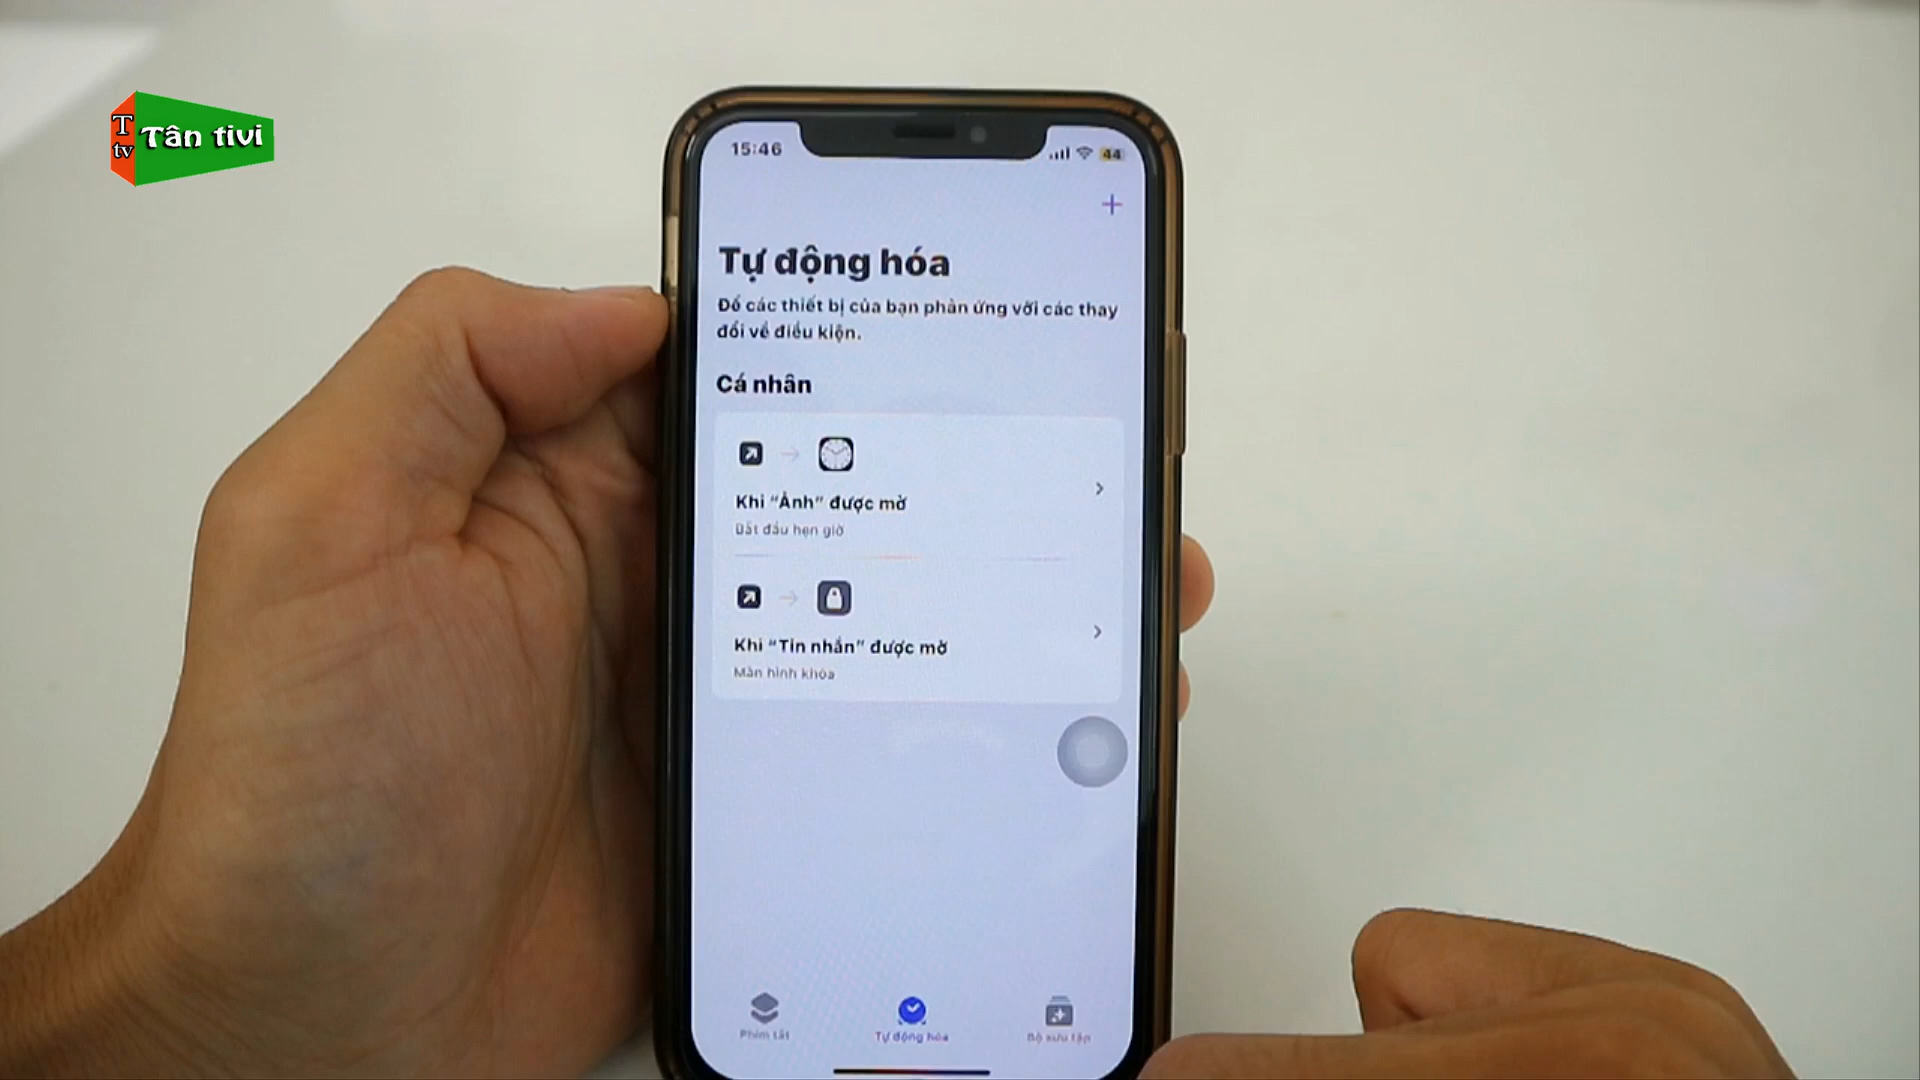 T
tv
Tân tivi
15:46
44
Tự động hóa
Để các thiết bị của bạn phản ứng với các thay
đổi về điều kiện.
Cá nhân
Khi “Ảnh” được mở
Bắt đầu hẹn giờ
Khi “Tin nhắn” được mở
Màn hình khóa
Phím tắt
Tự động hóa
Bộ sưu tập